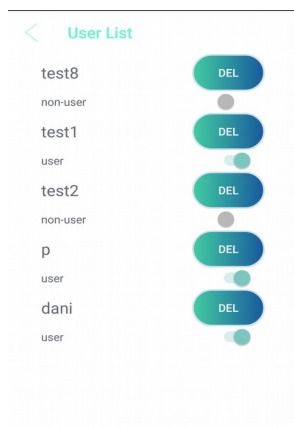 User List
test8
DEL
non-user
test1
DEL
user
test2
DEL
non-user
p
DEL
user
dani
DEL
user